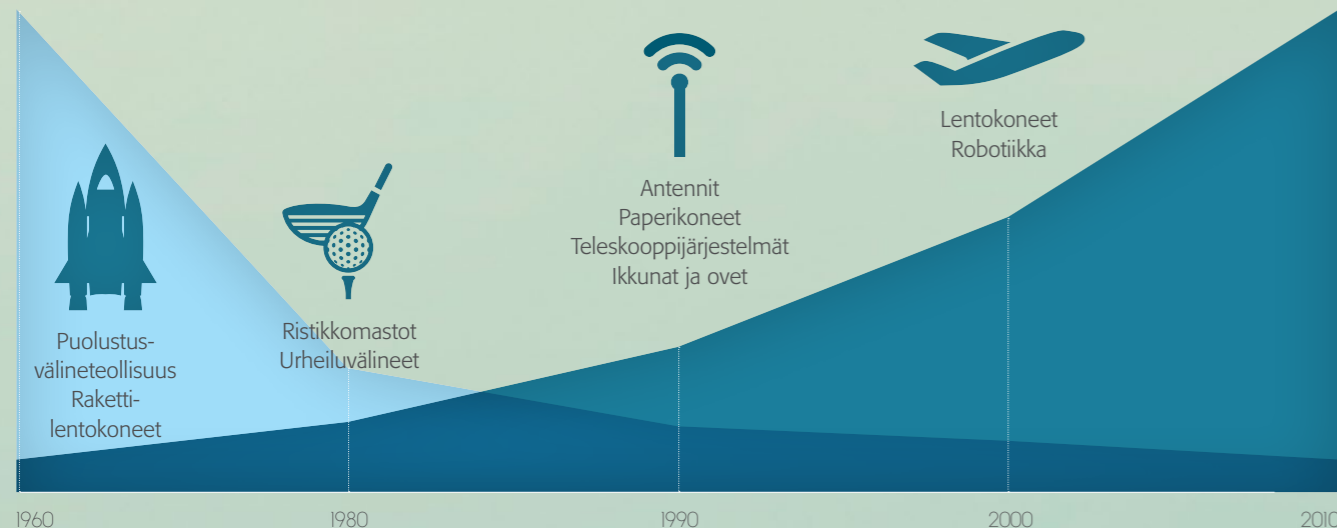 Puolustus-
välineteollisuus
Raketti-
lentokoneet
Ristikkomastot
Urheiluvälineet
Antennit
Paperikoneet
Teleskooppijärjestelmät
Ikkunat ja ovet
Lentokoneet
Robotiikka
1960
1980
1990
2000
2010